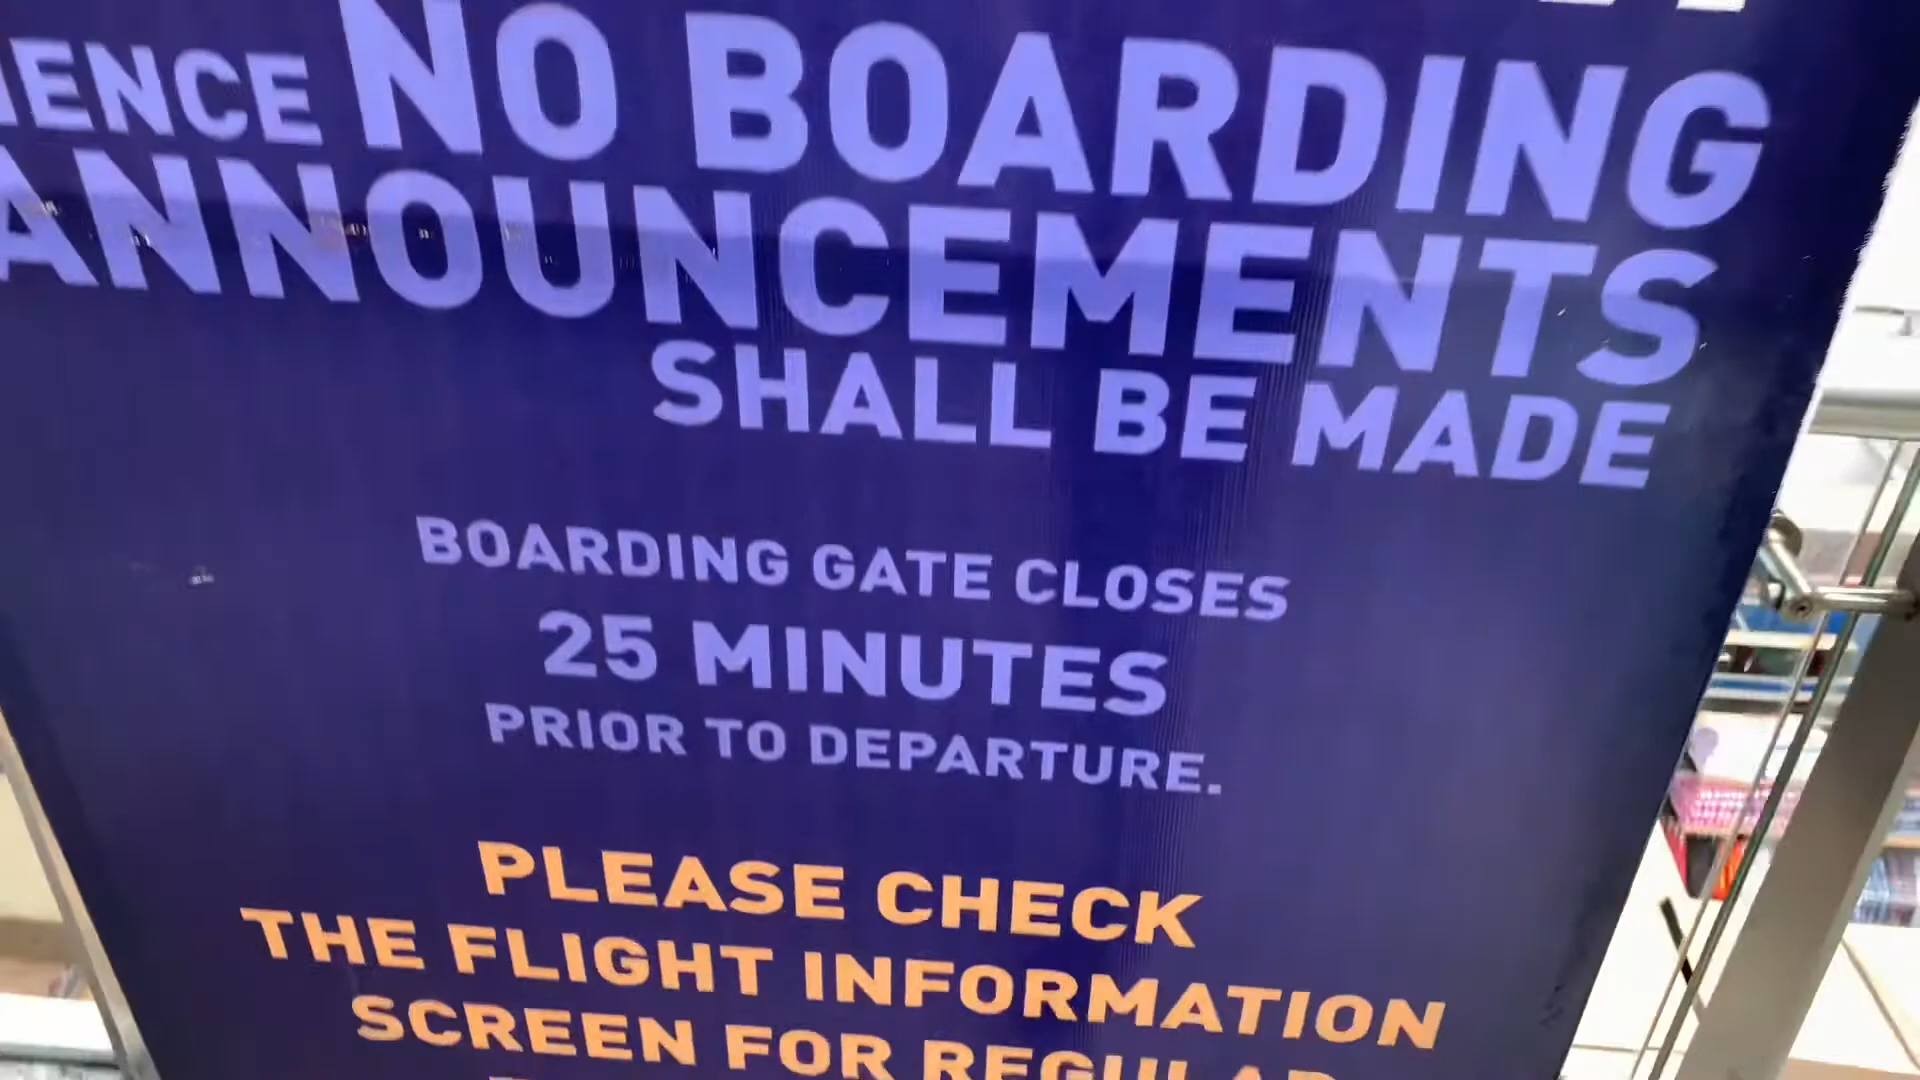 NO BOARDING
ANNOUNCEMENTS
SHALL BE MADE
BOARDING GATE CLOSES
25 MINUTES
PRIOR TO DEPARTURE.
PLEASE CHECK
THE FLIGHT INFORMATION
SCREEN FOR REGULAR